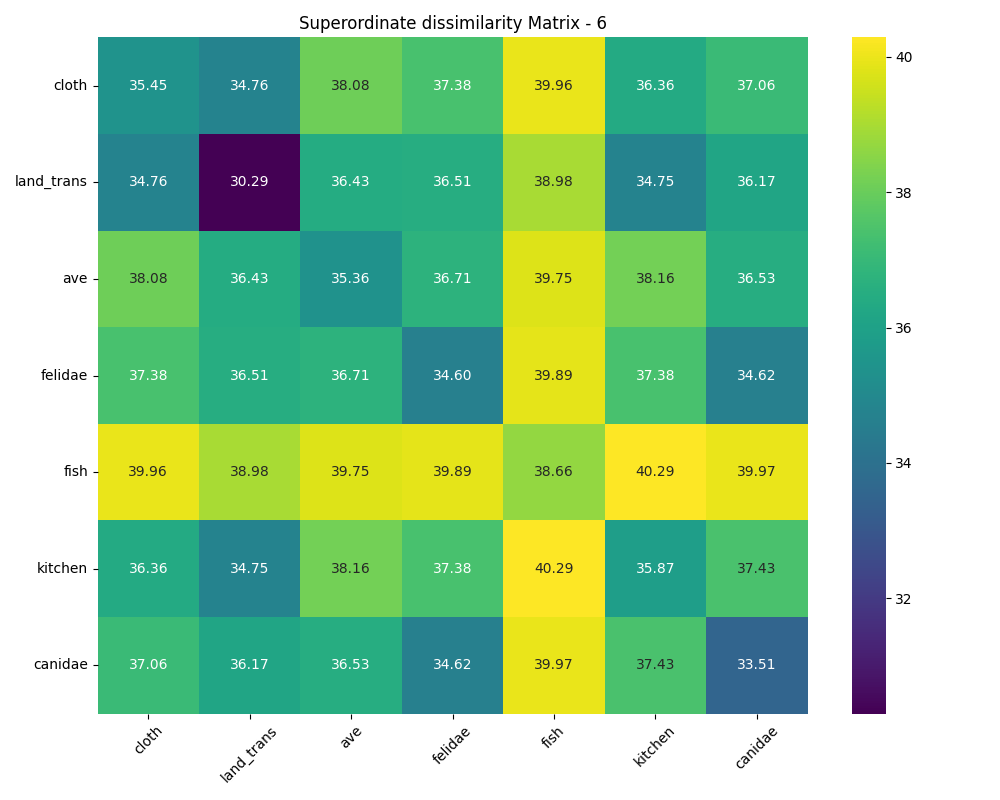 Superordinate dissimilarity Matrix - 6
cloth 35.45 34.76 38.08 37.38 39.96 36.36 37.06
land_trans 34.76 30.29 36.43 36.51 38.98 34.75 36.17
ave 38.08 36.43 35.36 36.71 39.75 38.16 36.53
felidae 37.38 36.51 36.71 34.60 39.89 37.38 34.62
fish 39.96 38.98 39.75 39.89 38.66 40.29 39.97
kitchen 36.36 34.75 38.16 37.38 40.29 35.87 37.43
canidae 37.06 36.17 36.53 34.62 39.97 37.43 33.51
cloth land_trans ave felidae fish kitchen canidae
40
38
36
34
32